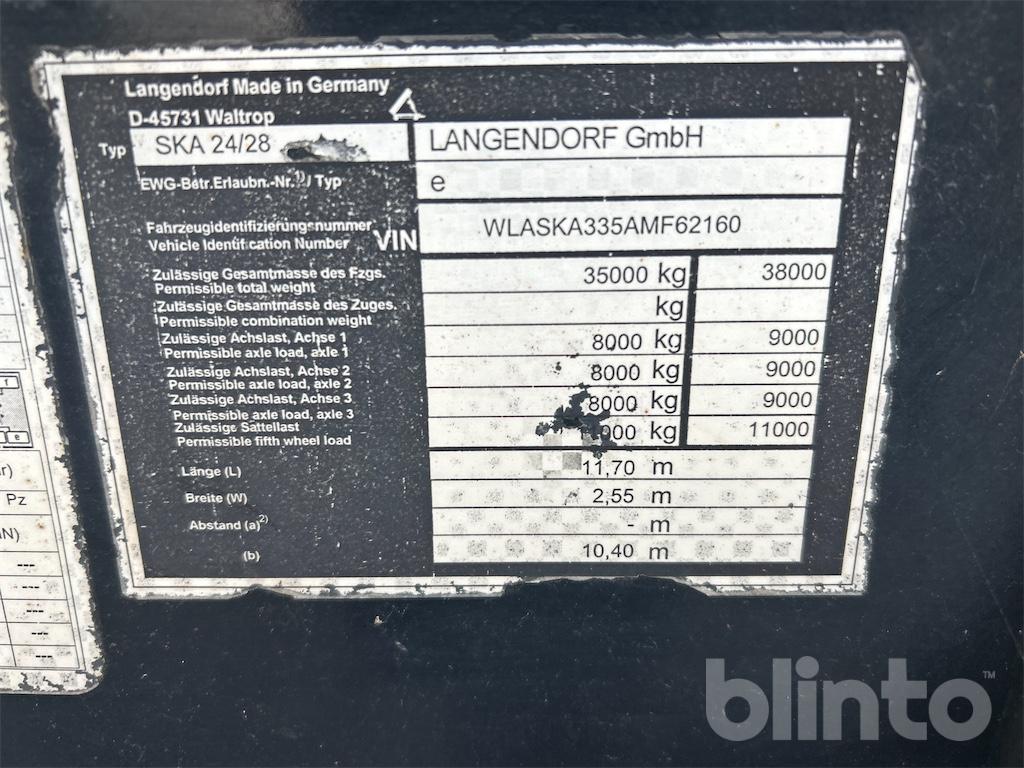 Langendorf Made in Germany
D-45731 Waltrop
Typ SKA 24/28 LANGENDORF GmbH
EWG-Betr.Erlaubn.-Nr.1) / Typ e
Fahrzeugidentifizierungsnummer
Vehicle Identification Number VIN WLASKA335AMF62160
Zulässige Gesamtmasse des Fzgs. 35000 kg 38000
Permissible total weight
Zulässige Gesamtmasse des Zuges. kg
Permissible combination weight
Zulässige Achslast, Achse 1 8000 kg 9000
Permissible axle load, axle 1
Zulässige Achslast, Achse 2 8000 kg 9000
Permissible axle load, axle 2
Zulässige Achslast, Achse 3 8000 kg 9000
Permissible axle load, axle 3
Zulässige Sattellast kg 11000
Permissible fifth wheel load
Länge (L) 11,70 m
Breite (W) 2,55 m
Abstand (a)2) - m
(b) 10,40 m
Pz
---
---
---
---
blinto™